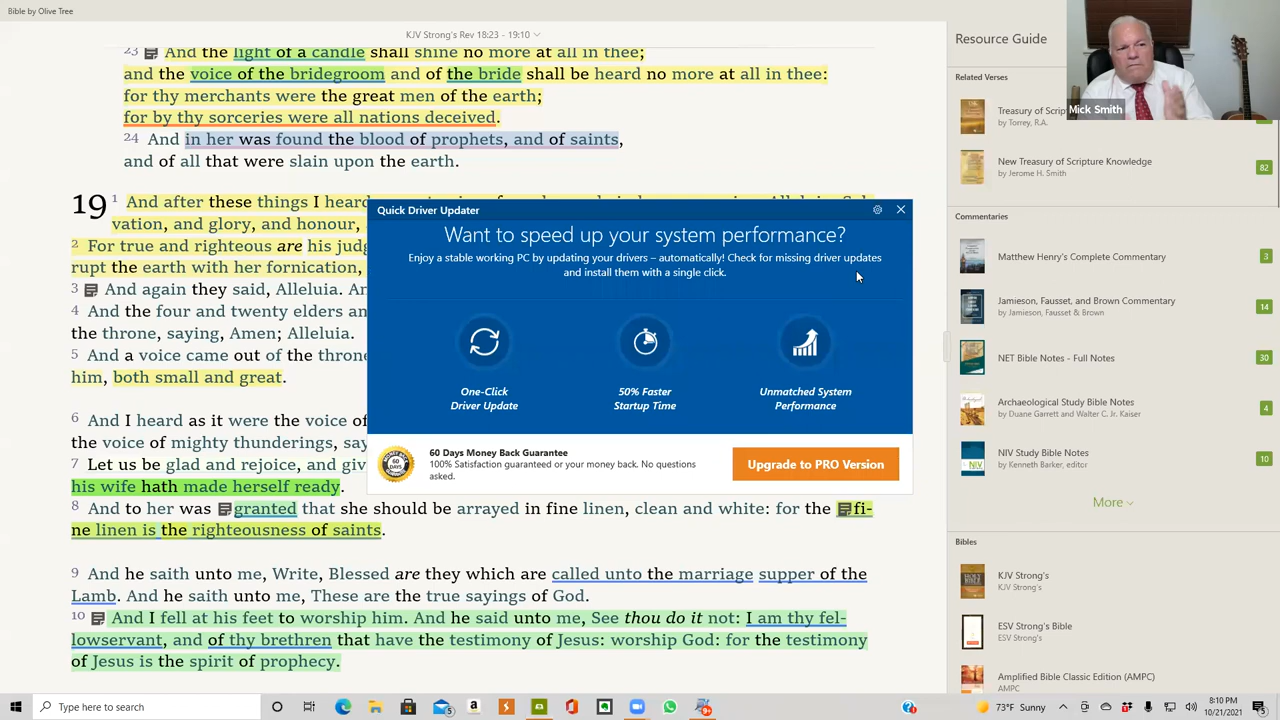 Bible by Olive Tree
KJV Strong's Rev 18:23 - 19:10
23 And the light of a candle shall shine no more at all in thee;
and the voice of the bridegroom and of the bride shall be heard no more at all in thee:
for thy merchants were the great men of the earth;
for by thy sorceries were all nations deceived.
24 And in her was found the blood of prophets, and of saints,
and of all that were slain upon the earth.
19 1 And after these things I heard
vation, and glory, and honour,
2 For true and righteous are his judg
rupt the earth with her fornication,
3 And again they said, Alleluia. An
4 And the four and twenty elders an
the throne, saying, Amen; Alleluia.
5 And a voice came out of the throne
him, both small and great.
6 And I heard as it were the voice of
the voice of mighty thunderings, say
7 Let us be glad and rejoice, and giv
his wife hath made herself ready.
8 And to her was granted that she should be arrayed in fine linen, clean and white: for the fi-
ne linen is the righteousness of saints.
9 And he saith unto me, Write, Blessed are they which are called unto the marriage supper of the
Lamb. And he saith unto me, These are the true sayings of God.
10 And I fell at his feet to worship him. And he said unto me, See thou do it not: I am thy fel-
lowservant, and of thy brethren that have the testimony of Jesus: worship God: for the testimony
of Jesus is the spirit of prophecy.
Quick Driver Updater
Want to speed up your system performance?
Enjoy a stable working PC by updating your drivers – automatically! Check for missing driver updates
and install them with a single click.
One-Click
Driver Update
50% Faster
Startup Time
Unmatched System
Performance
60 DAYS
60 Days Money Back Guarantee
100% Satisfaction guaranteed or your money back. No questions
asked.
Upgrade to PRO Version
Resource Guide
Mick Smith
Related Verses
Treasury of Scrip
by Torrey, R.A.
New Treasury of Scripture Knowledge
by Jerome H. Smith
82
Commentaries
Matthew Henry's Complete Commentary
3
Jamieson, Fausset, and Brown Commentary
by Jamieson, Fausset & Brown
14
NET Bible Notes - Full Notes
30
Archaeological Study Bible Notes
by Duane Garrett and Walter C. Jr. Kaiser
4
NIV Study Bible Notes
by Kenneth Barker, editor
10
NIV
More
Bibles
KJV Strong's
KJV Strong's
ESV Strong's Bible
ESV Strong's
Amplified Bible Classic Edition (AMPC)
AMPC
Type here to search
5
73°F Sunny
8:10 PM
10/21/2021